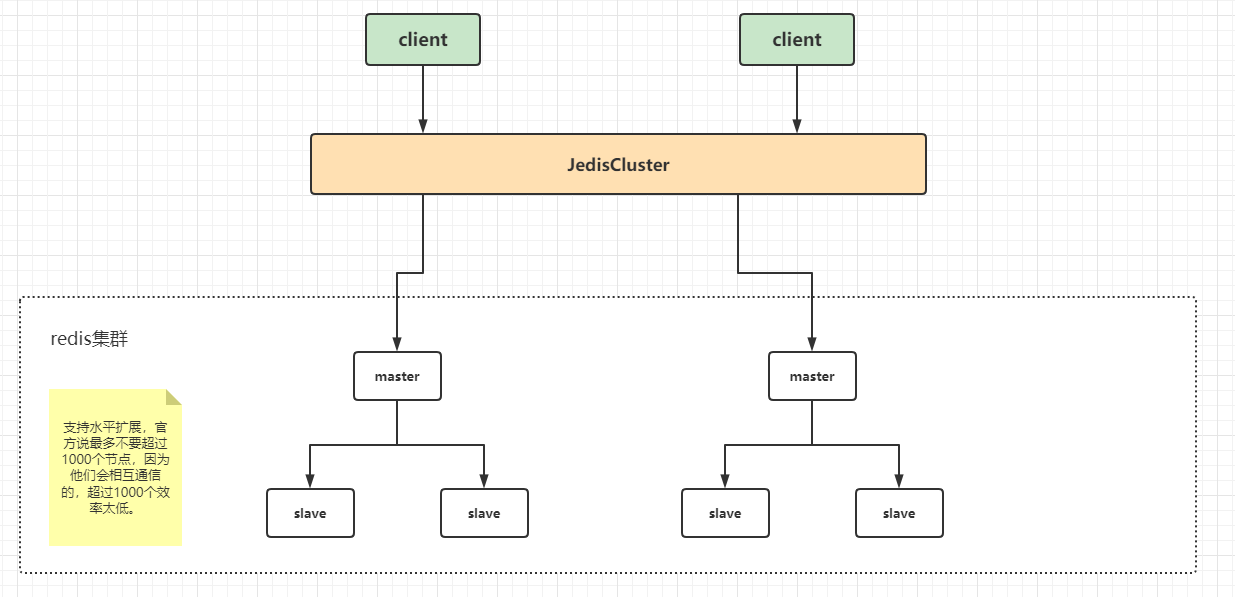 client
client
JedisCluster
redis集群
master
master
支持水平扩展，官
方说最多不要超过
1000个节点，因为
他们会相互通信
的，超过1000个效
率太低。
slave
slave
slave
slave